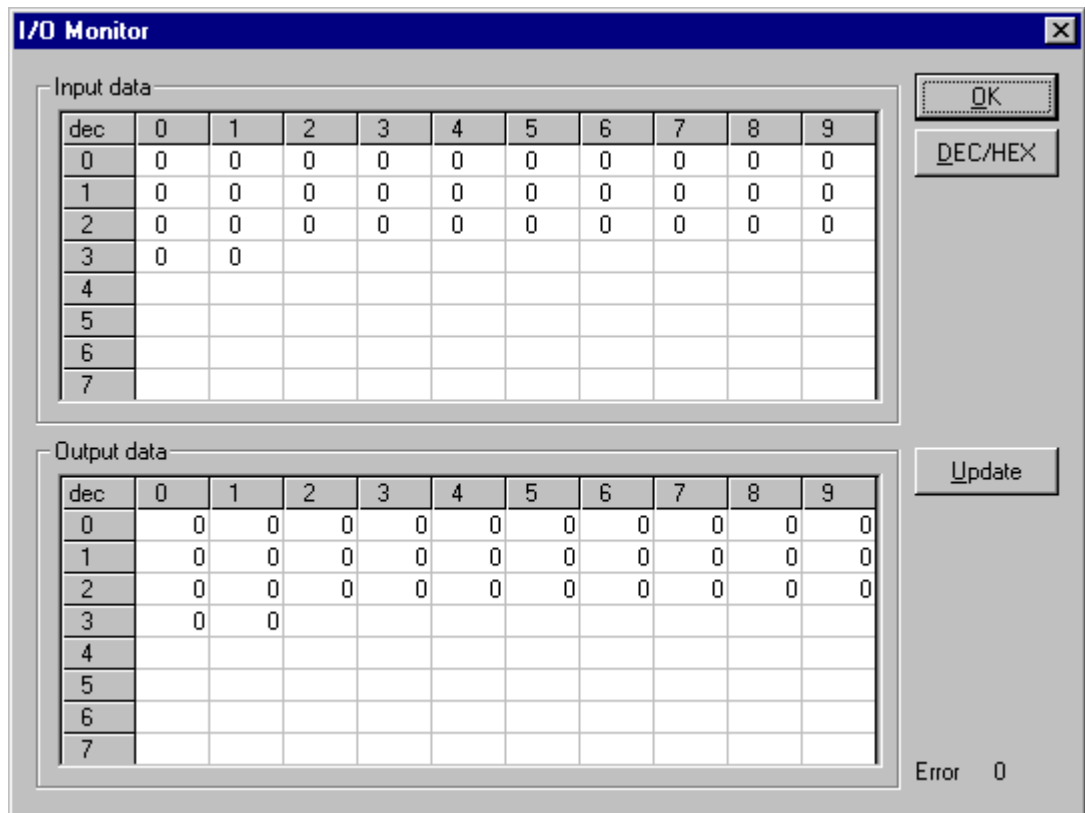 I/O Monitor
Input data
OK
dec 0 1 2 3 4 5 6 7 8 9
DEC/HEX
0 0 0 0 0 0 0 0 0 0 0
1 0 0 0 0 0 0 0 0 0 0
2 0 0 0 0 0 0 0 0 0 0
3 0 0
4
5
6
7
Output data
Update
dec 0 1 2 3 4 5 6 7 8 9
0 0 0 0 0 0 0 0 0 0 0
1 0 0 0 0 0 0 0 0 0 0
2 0 0 0 0 0 0 0 0 0 0
3 0 0
4
5
6
7
Error 0